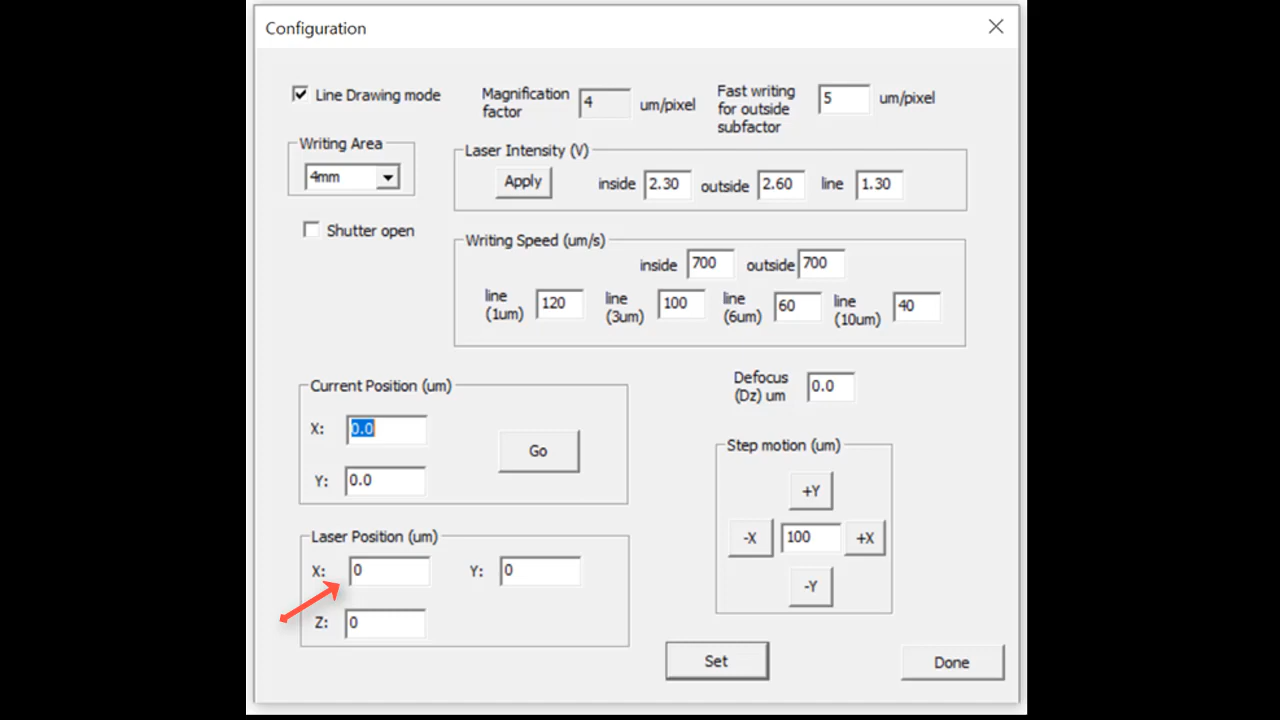 Configuration
Line Drawing mode
Magnification
factor
4
um/pixel
Fast writing
for outside
subfactor
5
um/pixel
Writing Area
4mm
Shutter open
Laser Intensity (V)
Apply
inside 2.30 outside 2.60 line 1.30
Writing Speed (um/s)
inside 700 outside 700
line
(1um)
120
line
(3um)
100
line
(6um)
60
line
(10um)
40
Current Position (um)
X: 0.0
Y: 0.0
Go
Defocus
(Dz) um
0.0
Step motion (um)
+Y
-X 100 +X
-Y
Laser Position (um)
X: 0 Y: 0
Z: 0
Set
Done